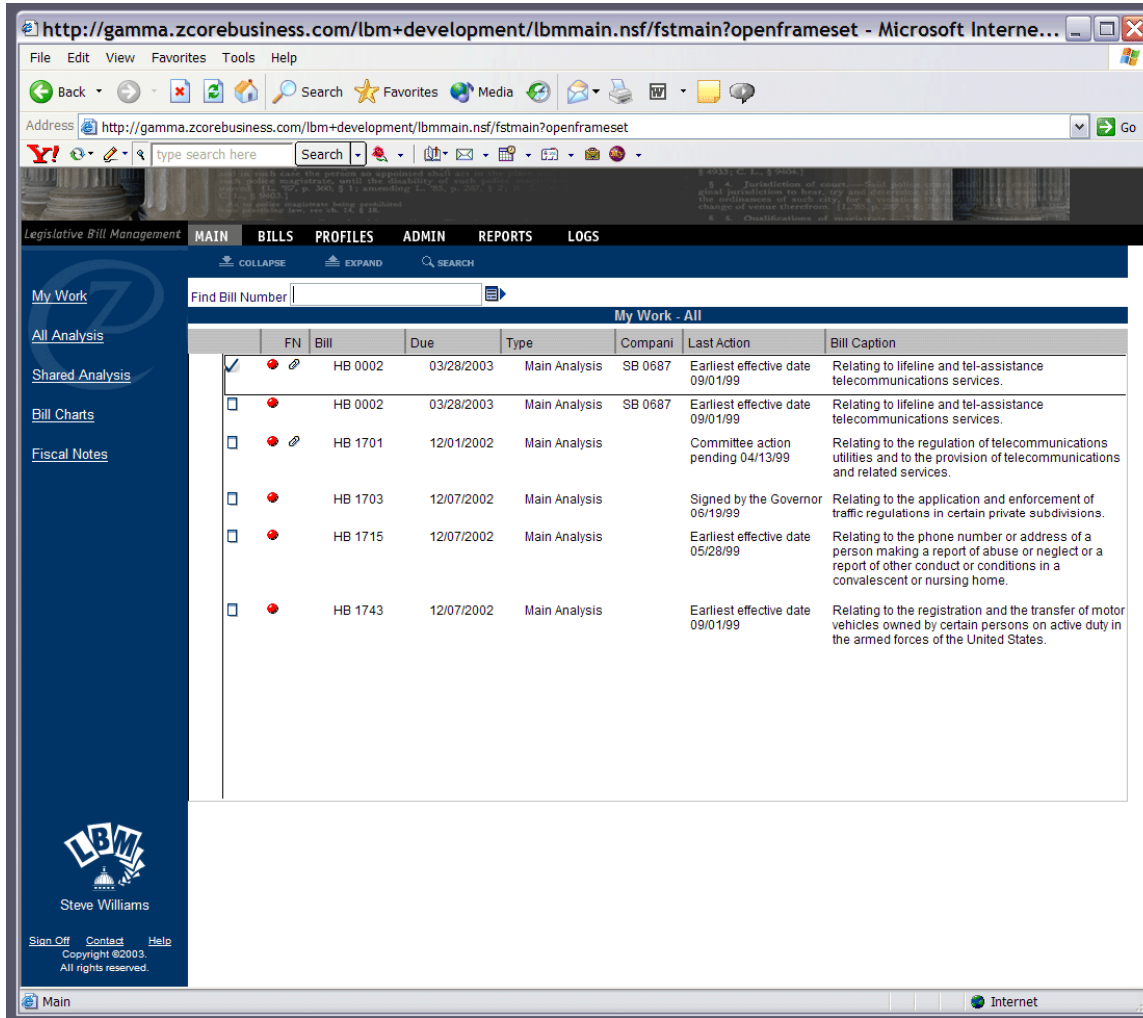 http://gamma.zcorebusiness.com/lbm+development/lbmmain.nsf/fstmain?openframeset - Microsoft Interne...
File Edit View Favorites Tools Help
Back Search Favorites Media
Address http://gamma.zcorebusiness.com/lbm+development/lbmmain.nsf/fstmain?openframeset Go
Y! type search here Search
Legislative Bill Management MAIN BILLS PROFILES ADMIN REPORTS LOGS
COLLAPSE EXPAND SEARCH
My Work
All Analysis
Shared Analysis
Bill Charts
Fiscal Notes
Find Bill Number
My Work - All
FN Bill Due Type Compani Last Action Bill Caption
HB 0002 03/28/2003 Main Analysis SB 0687 Earliest effective date Relating to lifeline and tel-assistance
09/01/99 telecommunications services.
HB 0002 03/28/2003 Main Analysis SB 0687 Earliest effective date Relating to lifeline and tel-assistance
09/01/99 telecommunications services.
HB 1701 12/01/2002 Main Analysis Committee action Relating to the regulation of telecommunications
pending 04/13/99 utilities and to the provision of telecommunications
and related services.
HB 1703 12/07/2002 Main Analysis Signed by the Governor Relating to the application and enforcement of
06/19/99 traffic regulations in certain private subdivisions.
HB 1715 12/07/2002 Main Analysis Earliest effective date Relating to the phone number or address of a
05/28/99 person making a report of abuse or neglect or a
report of other conduct or conditions in a
convalescent or nursing home.
HB 1743 12/07/2002 Main Analysis Earliest effective date Relating to the registration and the transfer of motor
09/01/99 vehicles owned by certain persons on active duty in
the armed forces of the United States.
LBM
Steve Williams
Sign Off Contact Help
Copyright ©2003.
All rights reserved.
Main Internet